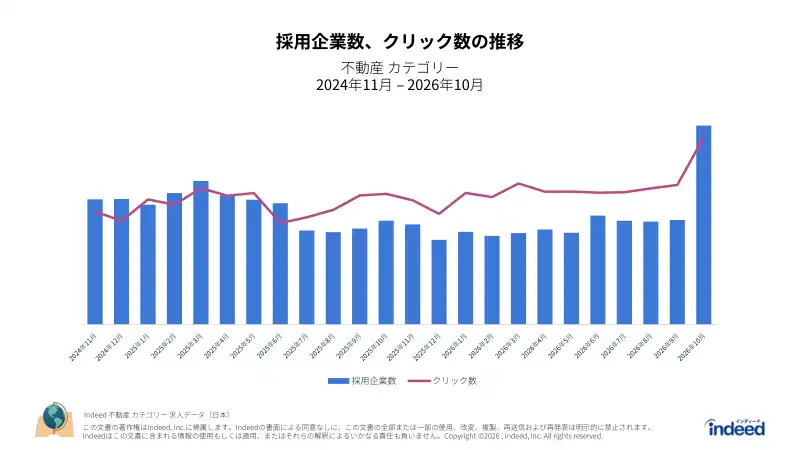 採用企業数、クリック数の推移
不動産 カテゴリー
2024年11月 – 2026年10月
2024年11月
2024年12月
2025年1月
2025年2月
2025年3月
2025年4月
2025年5月
2025年6月
2025年7月
2025年8月
2025年9月
2025年10月
2025年11月
2025年12月
2026年1月
2026年2月
2026年3月
2026年4月
2026年5月
2026年6月
2026年7月
2026年8月
2026年9月
2026年10月
採用企業数 クリック数
Indeed 不動産 カテゴリー 求人データ（日本）
この文書の著作権はIndeed, Inc.に帰属します。Indeedの書面による同意なしに、この文書の全部または一部の使用、改変、複製、再送信および再発表は明示的に禁止されます。
Indeedはこの文書に含まれる情報の使用もしくは適用、またはそれらの解釈によるいかなる責任も負いません。Copyright ©2026 , Indeed, Inc. All rights reserved.
インディード
indeed